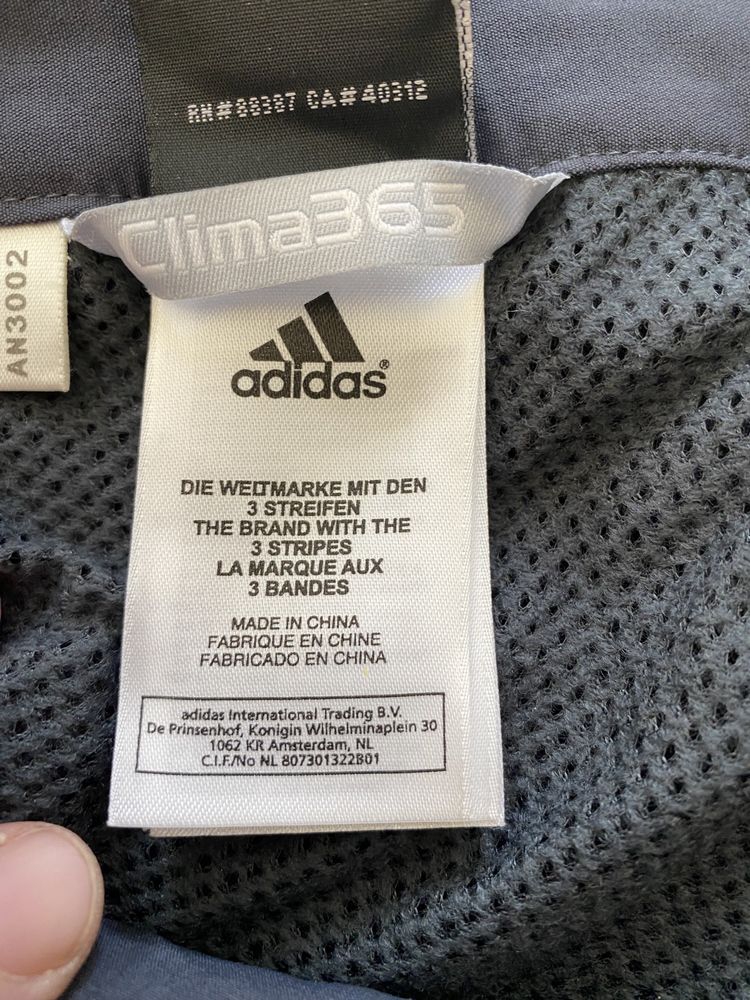 RN#88387 CA#40312
Clima365
AN3002
adidas®
DIE WELTMARKE MIT DEN
3 STREIFEN
THE BRAND WITH THE
3 STRIPES
LA MARQUE AUX
3 BANDES
MADE IN CHINA
FABRIQUE EN CHINE
FABRICADO EN CHINA
adidas International Trading B.V.
De Prinsenhof, Konigin Wilhelminaplein 30
1062 KR Amsterdam, NL
C.I.F./No NL 807301322B01